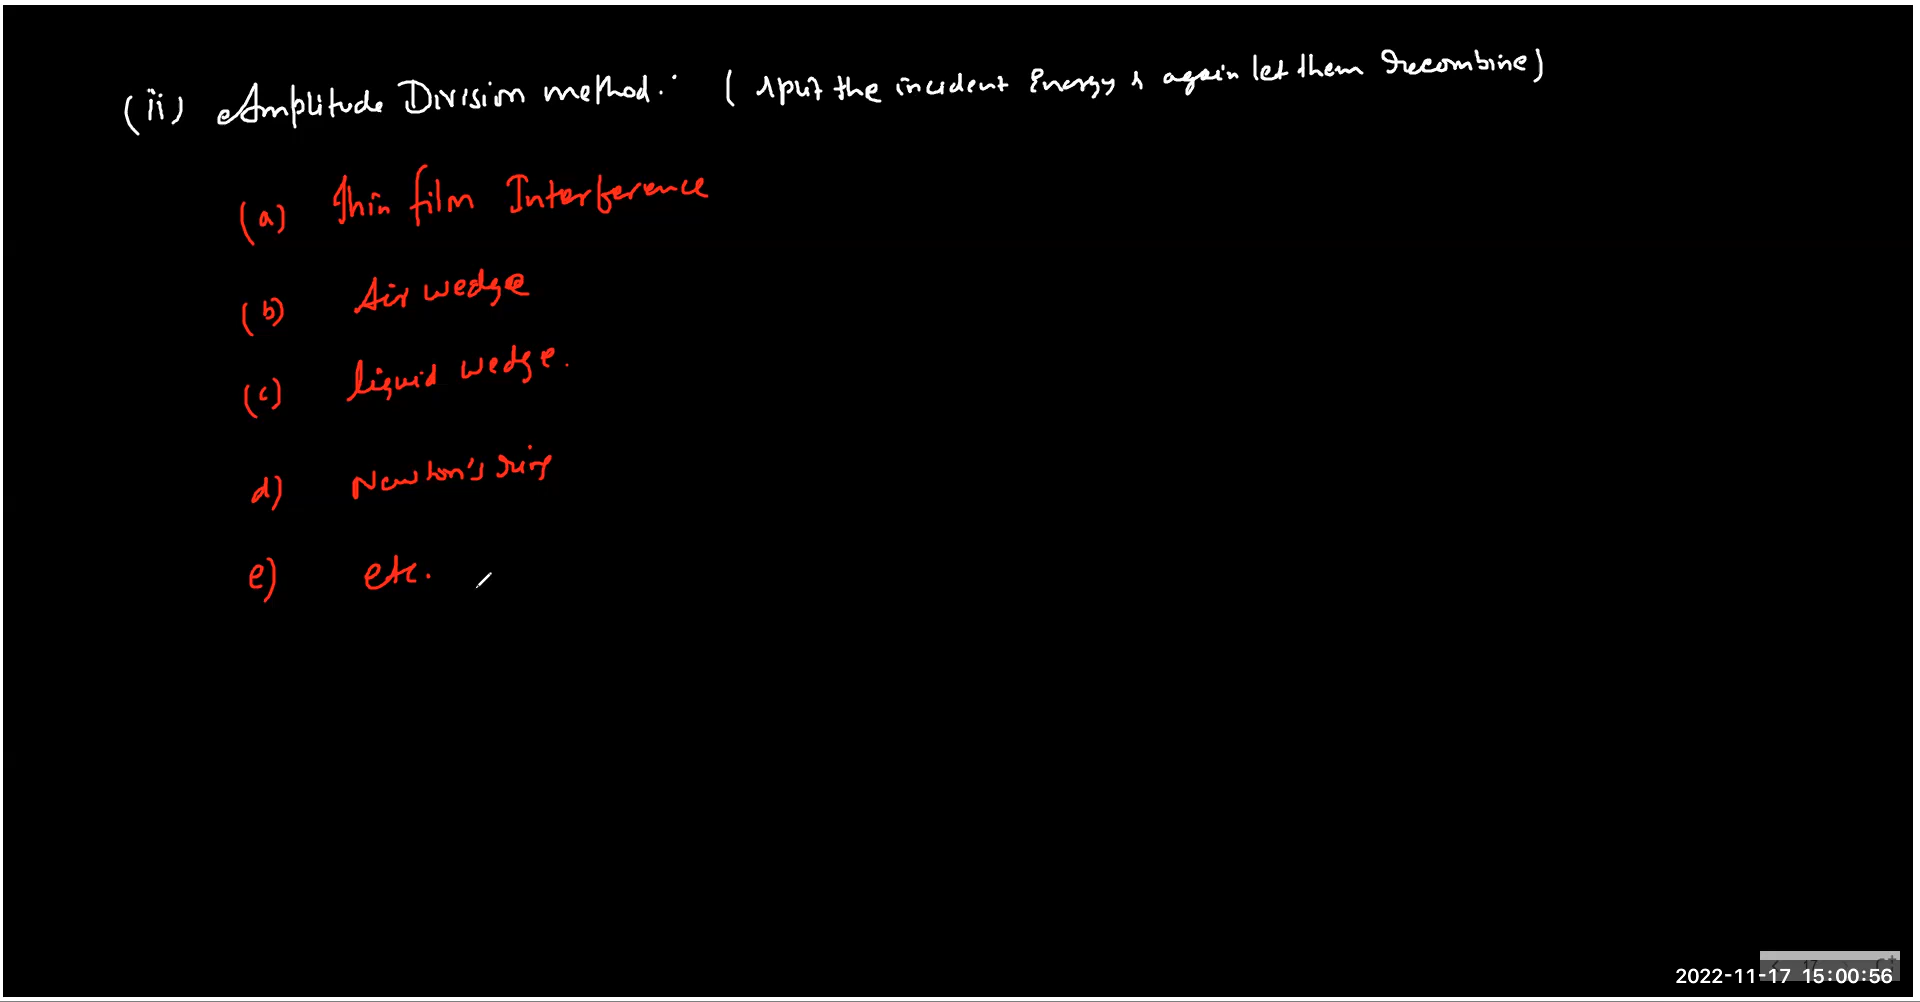 (ii) Amplitude Division method: (split the incident Energy & again let them recombine)
(a) Thin film Interference
(b) Air wedge
(c) liquid wedge.
d) Newton's ring
e) etc.
17
2022-11-17 15:00:56